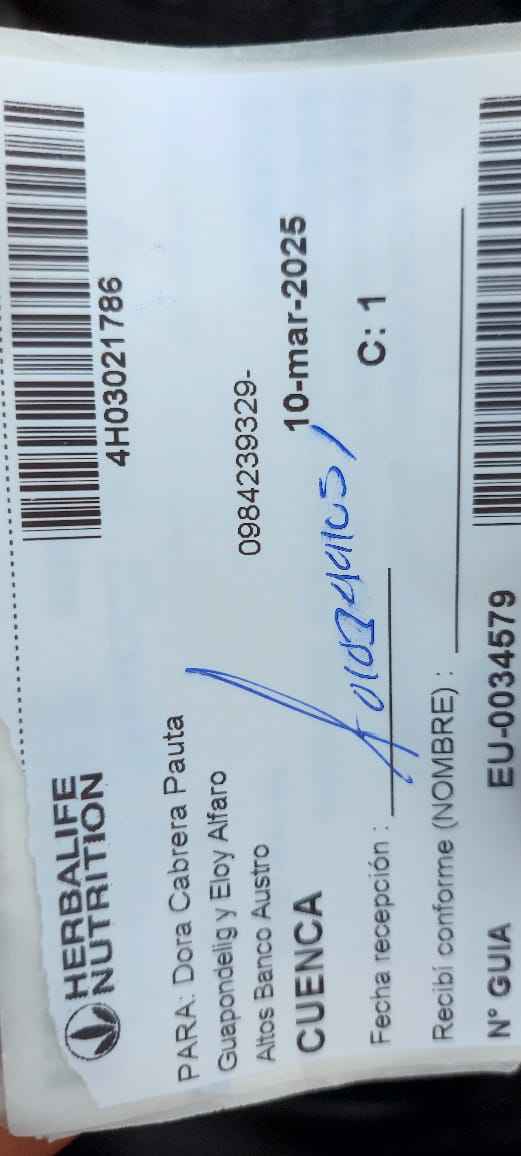 HERBALIFE
NUTRITION
4H03021786
PARA: Dora Cabrera Pauta
Guapondelig y Eloy Alfaro
Altos Banco Austro
0984239329-
CUENCA
10-mar-2025
Fecha recepción :
C: 1
Recibí conforme (NOMBRE) :
N° GUIA
EU-0034579